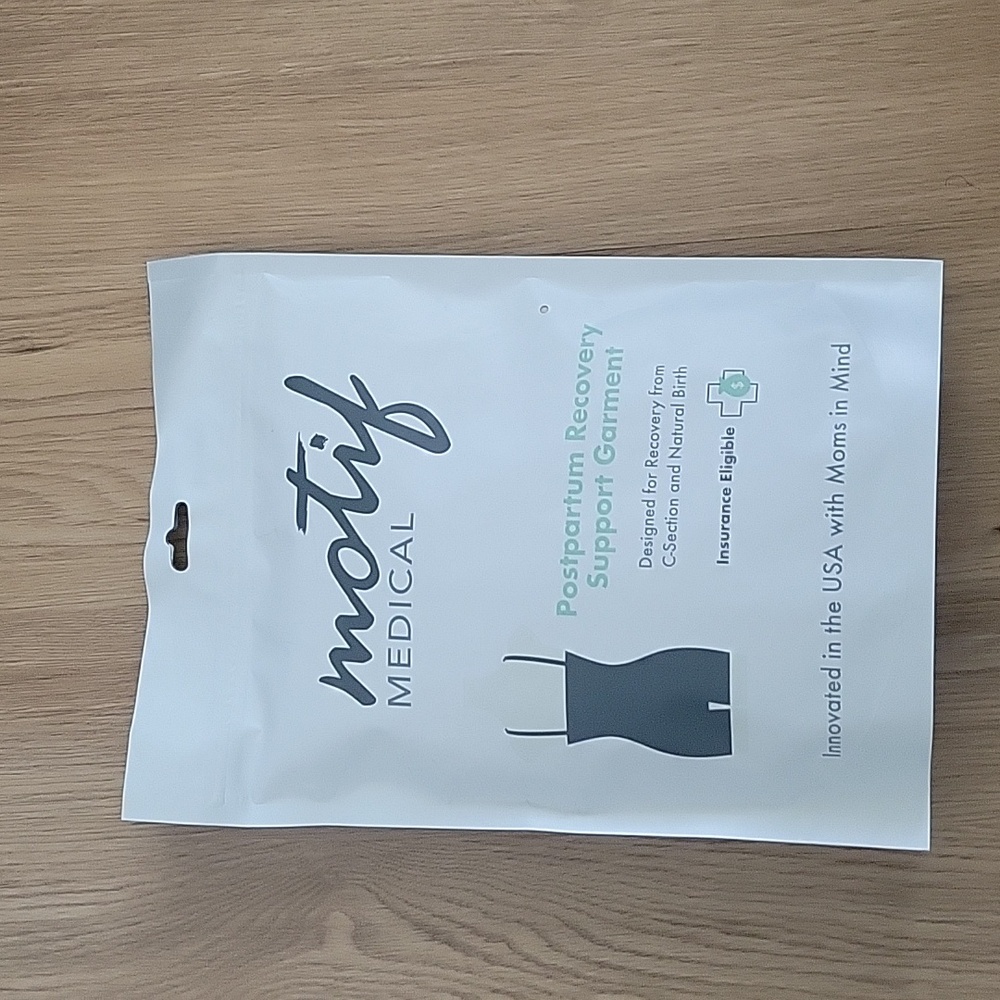 motif
MEDICAL
Postpartum Recovery
Support Garment
Designed for Recovery from
C-Section and Natural Birth
Insurance Eligible
$
Innovated in the USA with Moms in Mind